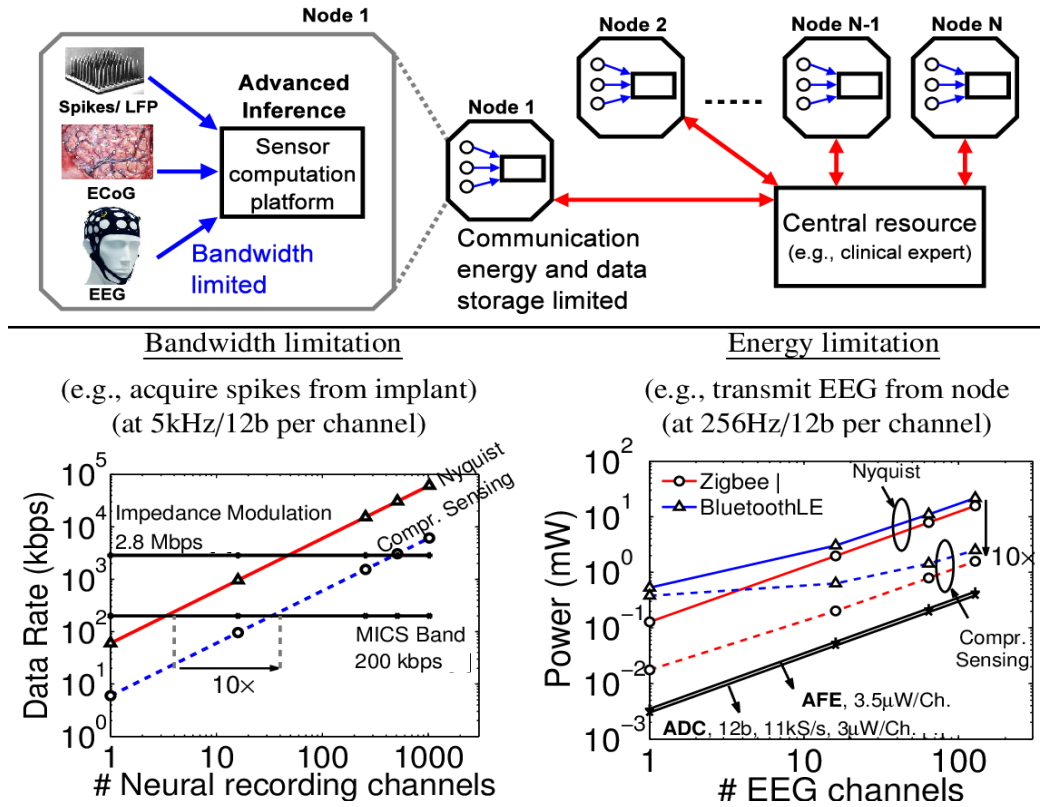 Node 1
Spikes/ LFP
ECoG
EEG
Advanced
Inference
Sensor
computation
platform
Bandwidth
limited
Node 1
Node 2
Node N-1
Node N
Communication
energy and data
storage limited
Central resource
(e.g., clinical expert)
Bandwidth limitation
(e.g., acquire spikes from implant)
(at 5kHz/12b per channel)
Data Rate (kbps)
10^5
10^4
10^3
10^2
10^1
10^0
Impedance Modulation
2.8 Mbps
Nyquist
Compr. Sensing
MICS Band
200 kbps
10×
1
10
100
1000
# Neural recording channels
Energy limitation
(e.g., transmit EEG from node
(at 256Hz/12b per channel)
Power (mW)
10^2
10^1
10^0
10^-1
10^-2
10^-3
Zigbee |
BluetoothLE
Nyquist
10×
Compr.
Sensing
AFE, 3.5µW/Ch.
ADC, 12b, 11kS/s, 3µW/Ch.
1
10
100
# EEG channels